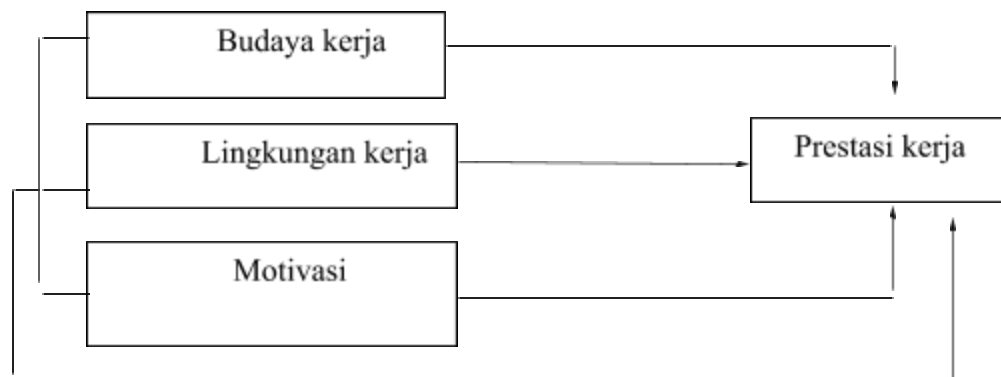 Budaya kerja
Lingkungan kerja
Prestasi kerja
Motivasi